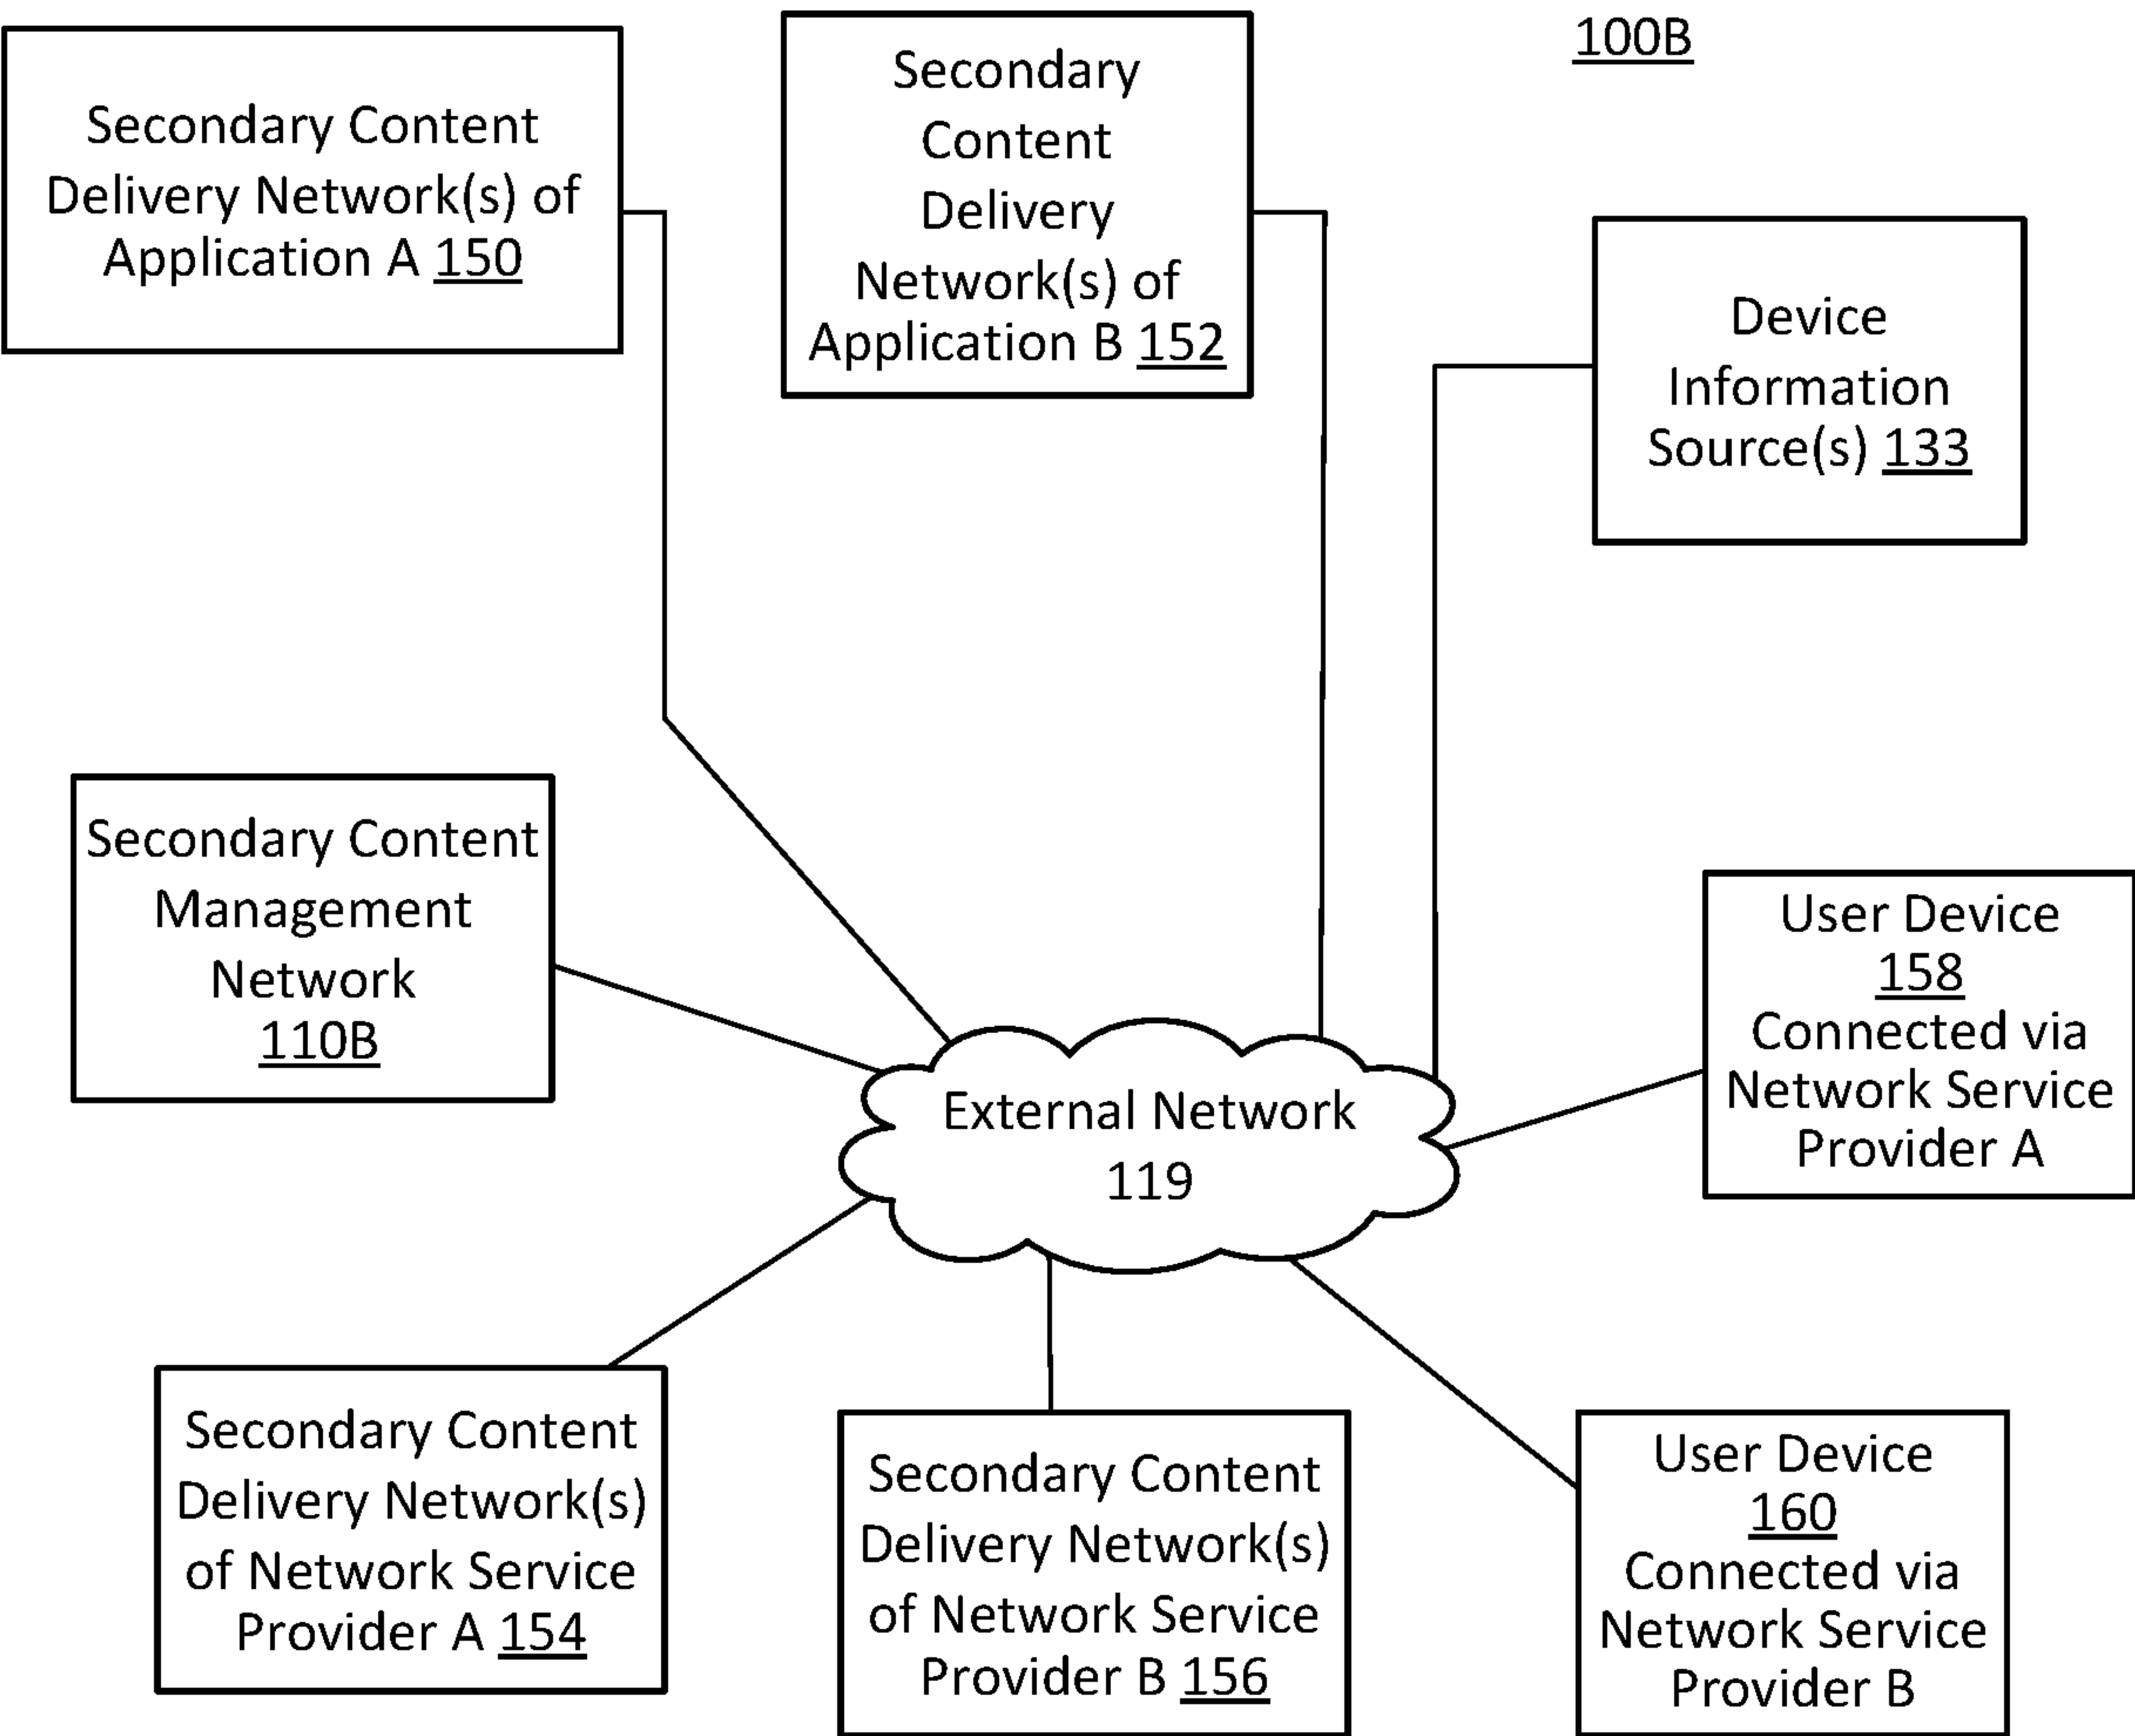 100B
Secondary Content
Delivery Network(s) of
Application A 150
Secondary
Content
Delivery
Network(s) of
Application B 152
Device
Information
Source(s) 133
Secondary Content
Management
Network
110B
User Device
158
Connected via
Network Service
Provider A
External Network
119
Secondary Content
Delivery Network(s)
of Network Service
Provider A 154
Secondary Content
Delivery Network(s)
of Network Service
Provider B 156
User Device
160
Connected via
Network Service
Provider B